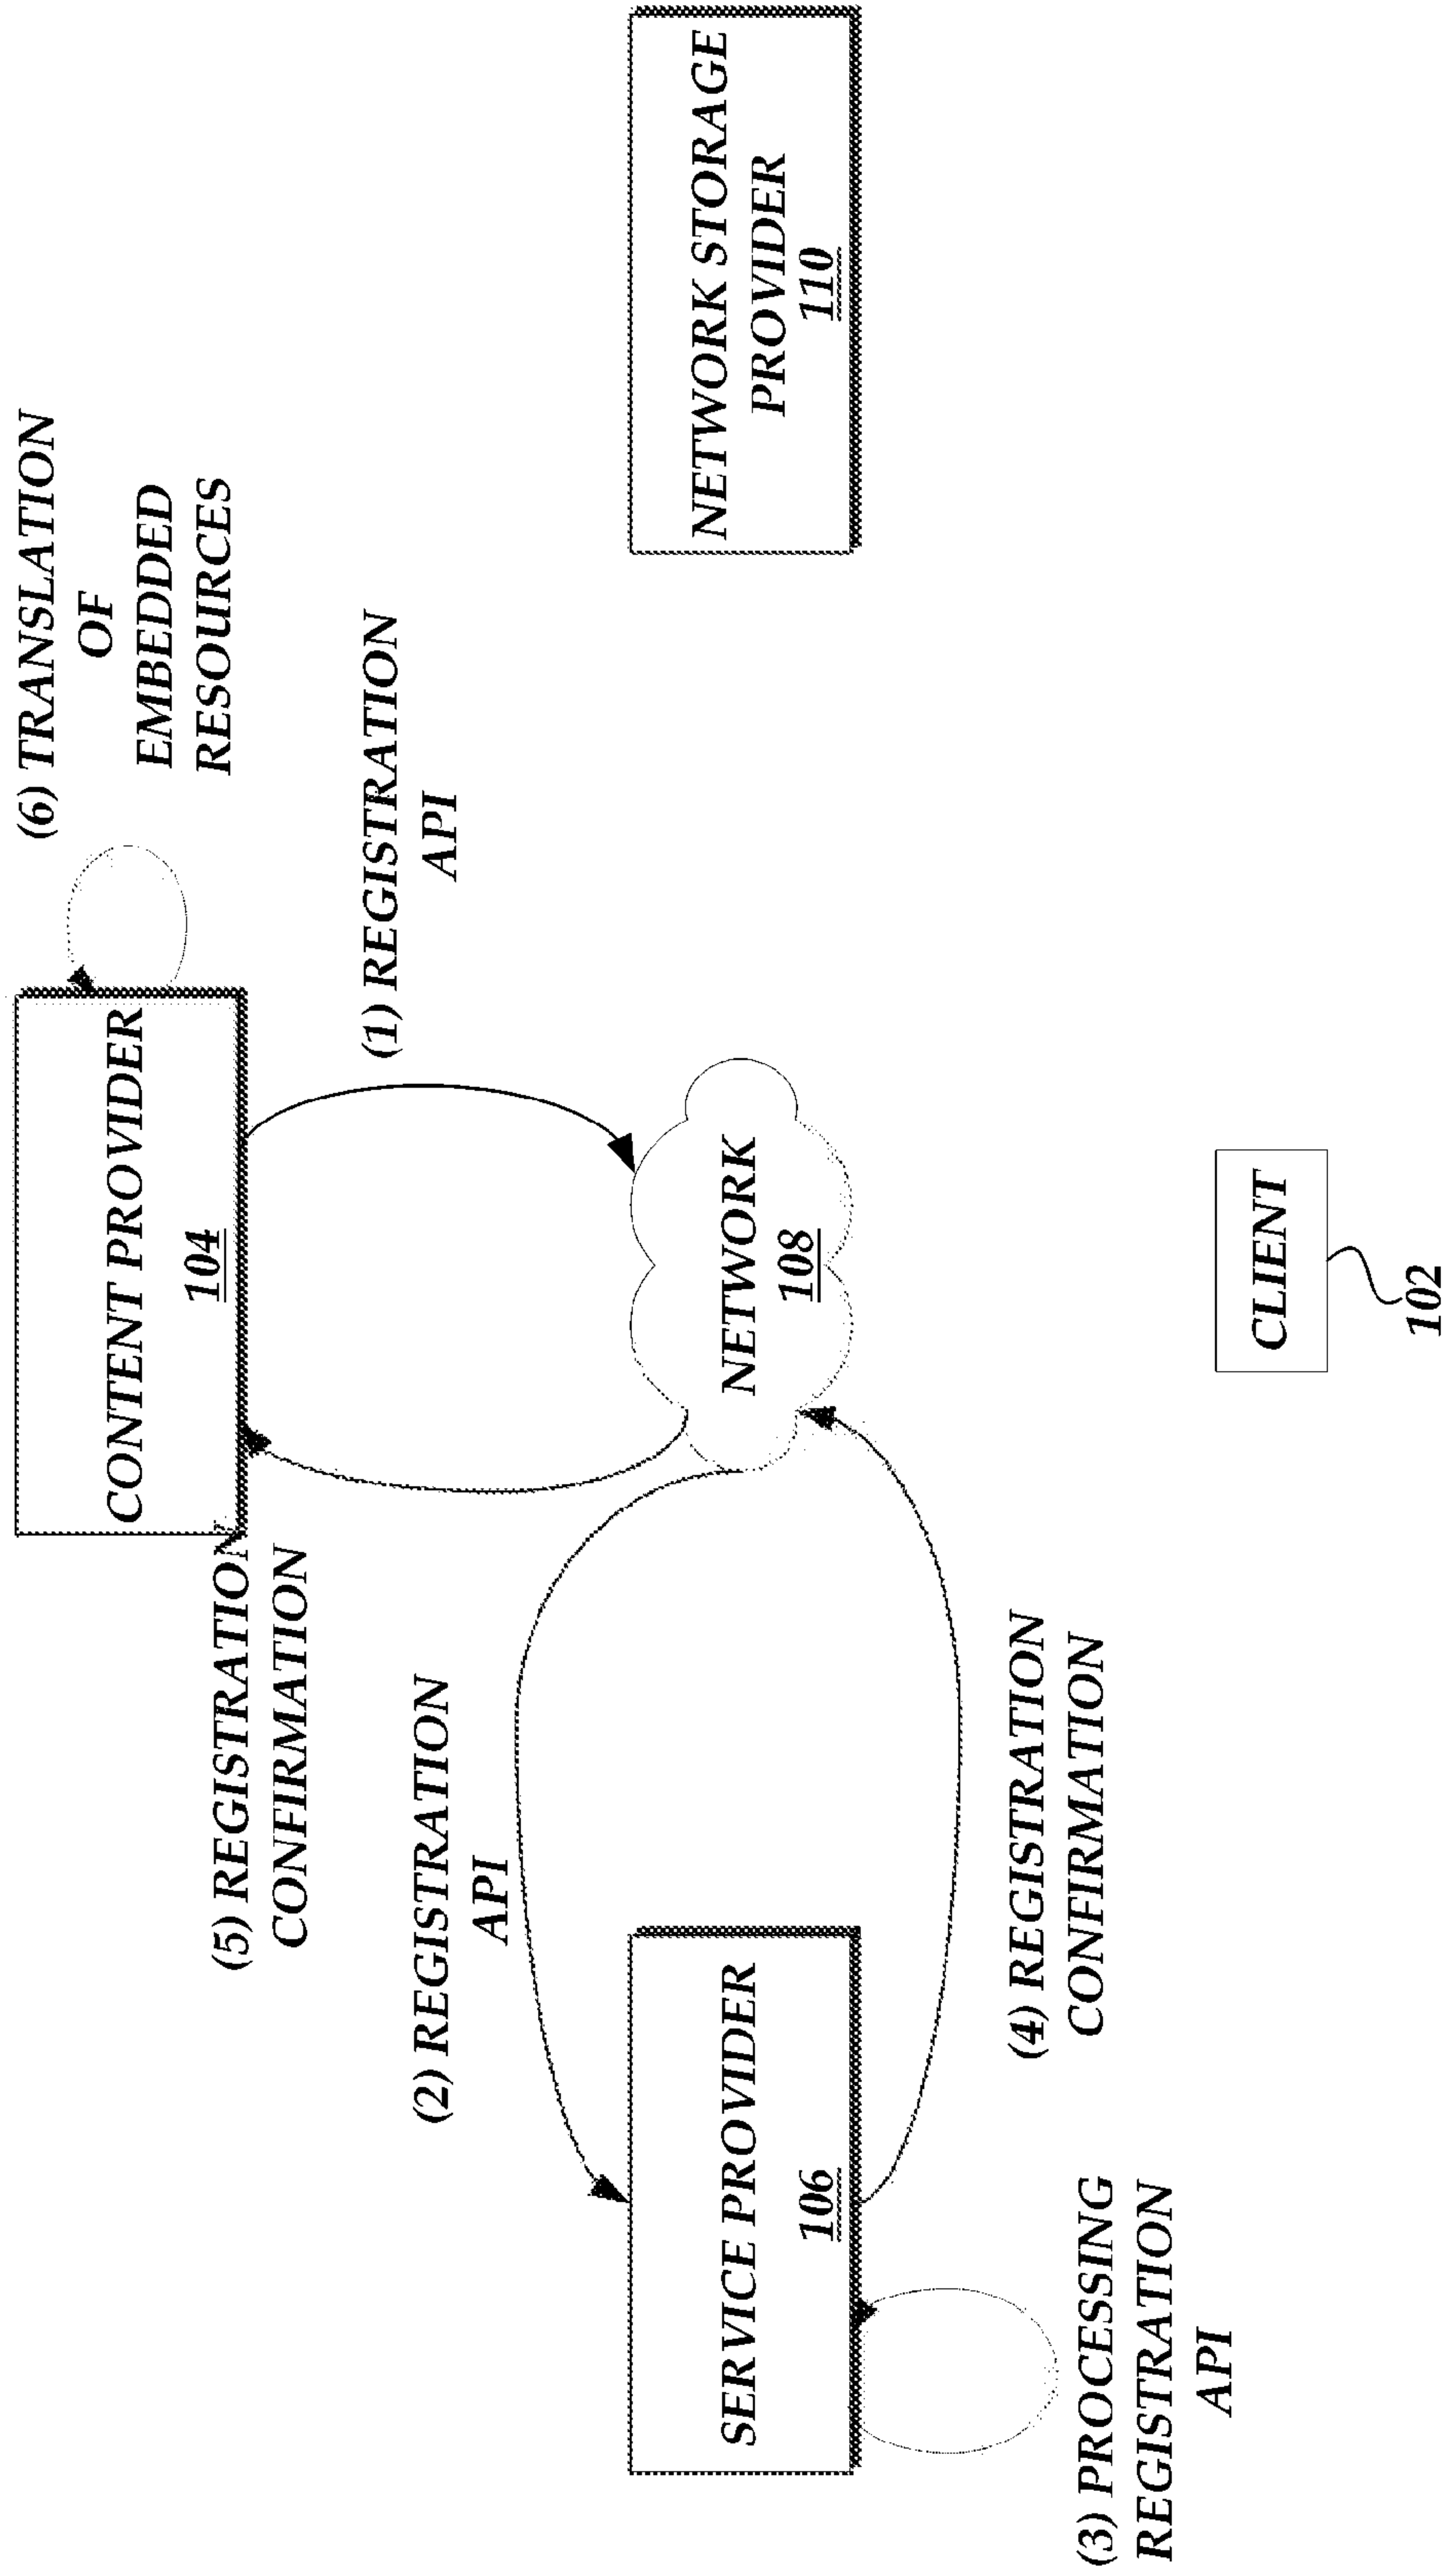 (6) TRANSLATION
OF
EMBEDDED
RESOURCES
CONTENT PROVIDER
104
(5) REGISTRATION
CONFIRMATION
(1) REGISTRATION
API
(2) REGISTRATION
API
SERVICE PROVIDER
106
NETWORK
108
NETWORK STORAGE
PROVIDER
110
(4) REGISTRATION
CONFIRMATION
(3) PROCESSING
REGISTRATION
API
CLIENT
102